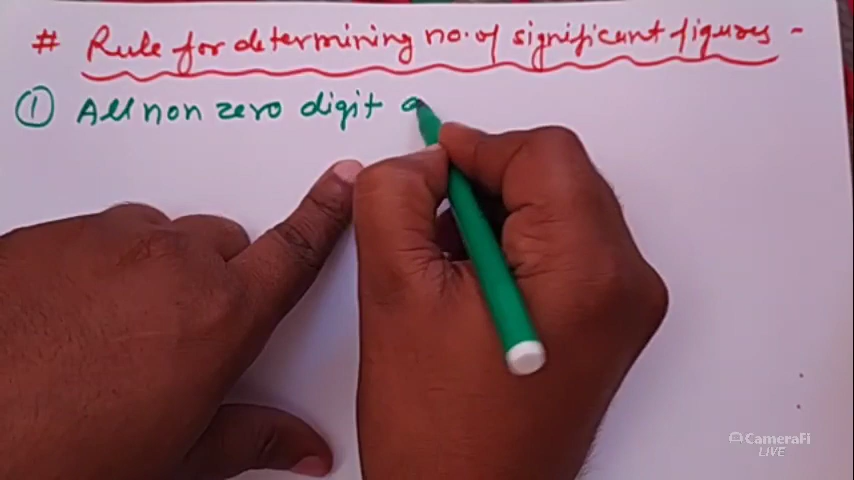 # Rule for determining no. of significant figures -
① All non zero digit a
CameraFi
LIVE